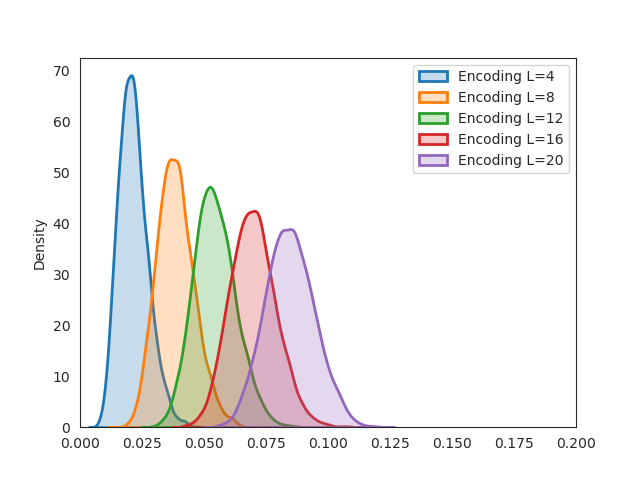 Encoding L=4
Encoding L=8
Encoding L=12
Encoding L=16
Encoding L=20
Density
70
60
50
40
30
20
10
0
0.000 0.025 0.050 0.075 0.100 0.125 0.150 0.175 0.200